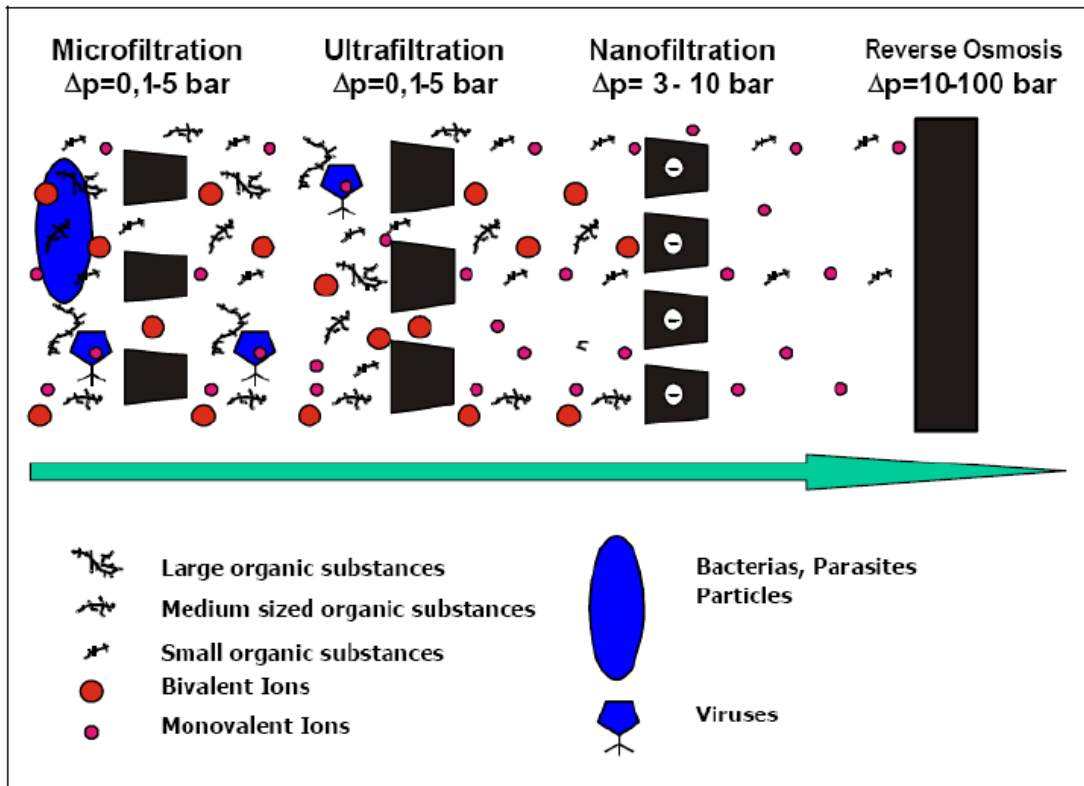 Microfiltration
Δp=0,1-5 bar
Ultrafiltration
Δp=0,1-5 bar
Nanofiltration
Δp= 3 - 10 bar
Reverse Osmosis
Δp=10-100 bar
Large organic substances
Medium sized organic substances
Small organic substances
Bivalent Ions
Monovalent Ions
Bacterias, Parasites
Particles
Viruses